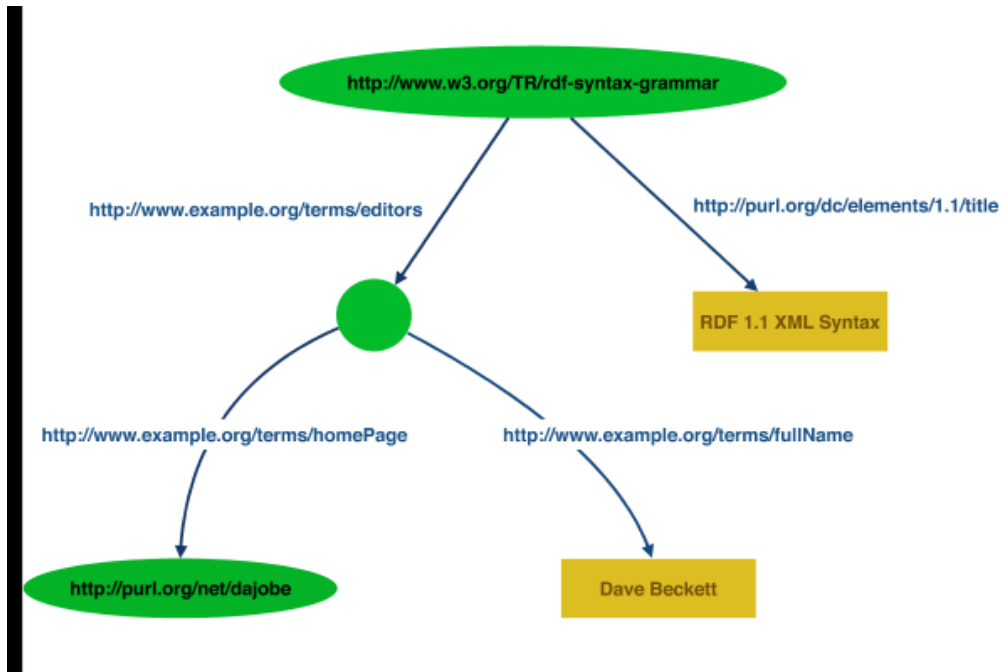 http://www.w3.org/TR/rdf-syntax-grammar
http://www.example.org/terms/editors
http://purl.org/dc/elements/1.1/title
RDF 1.1 XML Syntax
http://www.example.org/terms/homePage
http://www.example.org/terms/fullName
http://purl.org/net/dajobe
Dave Beckett